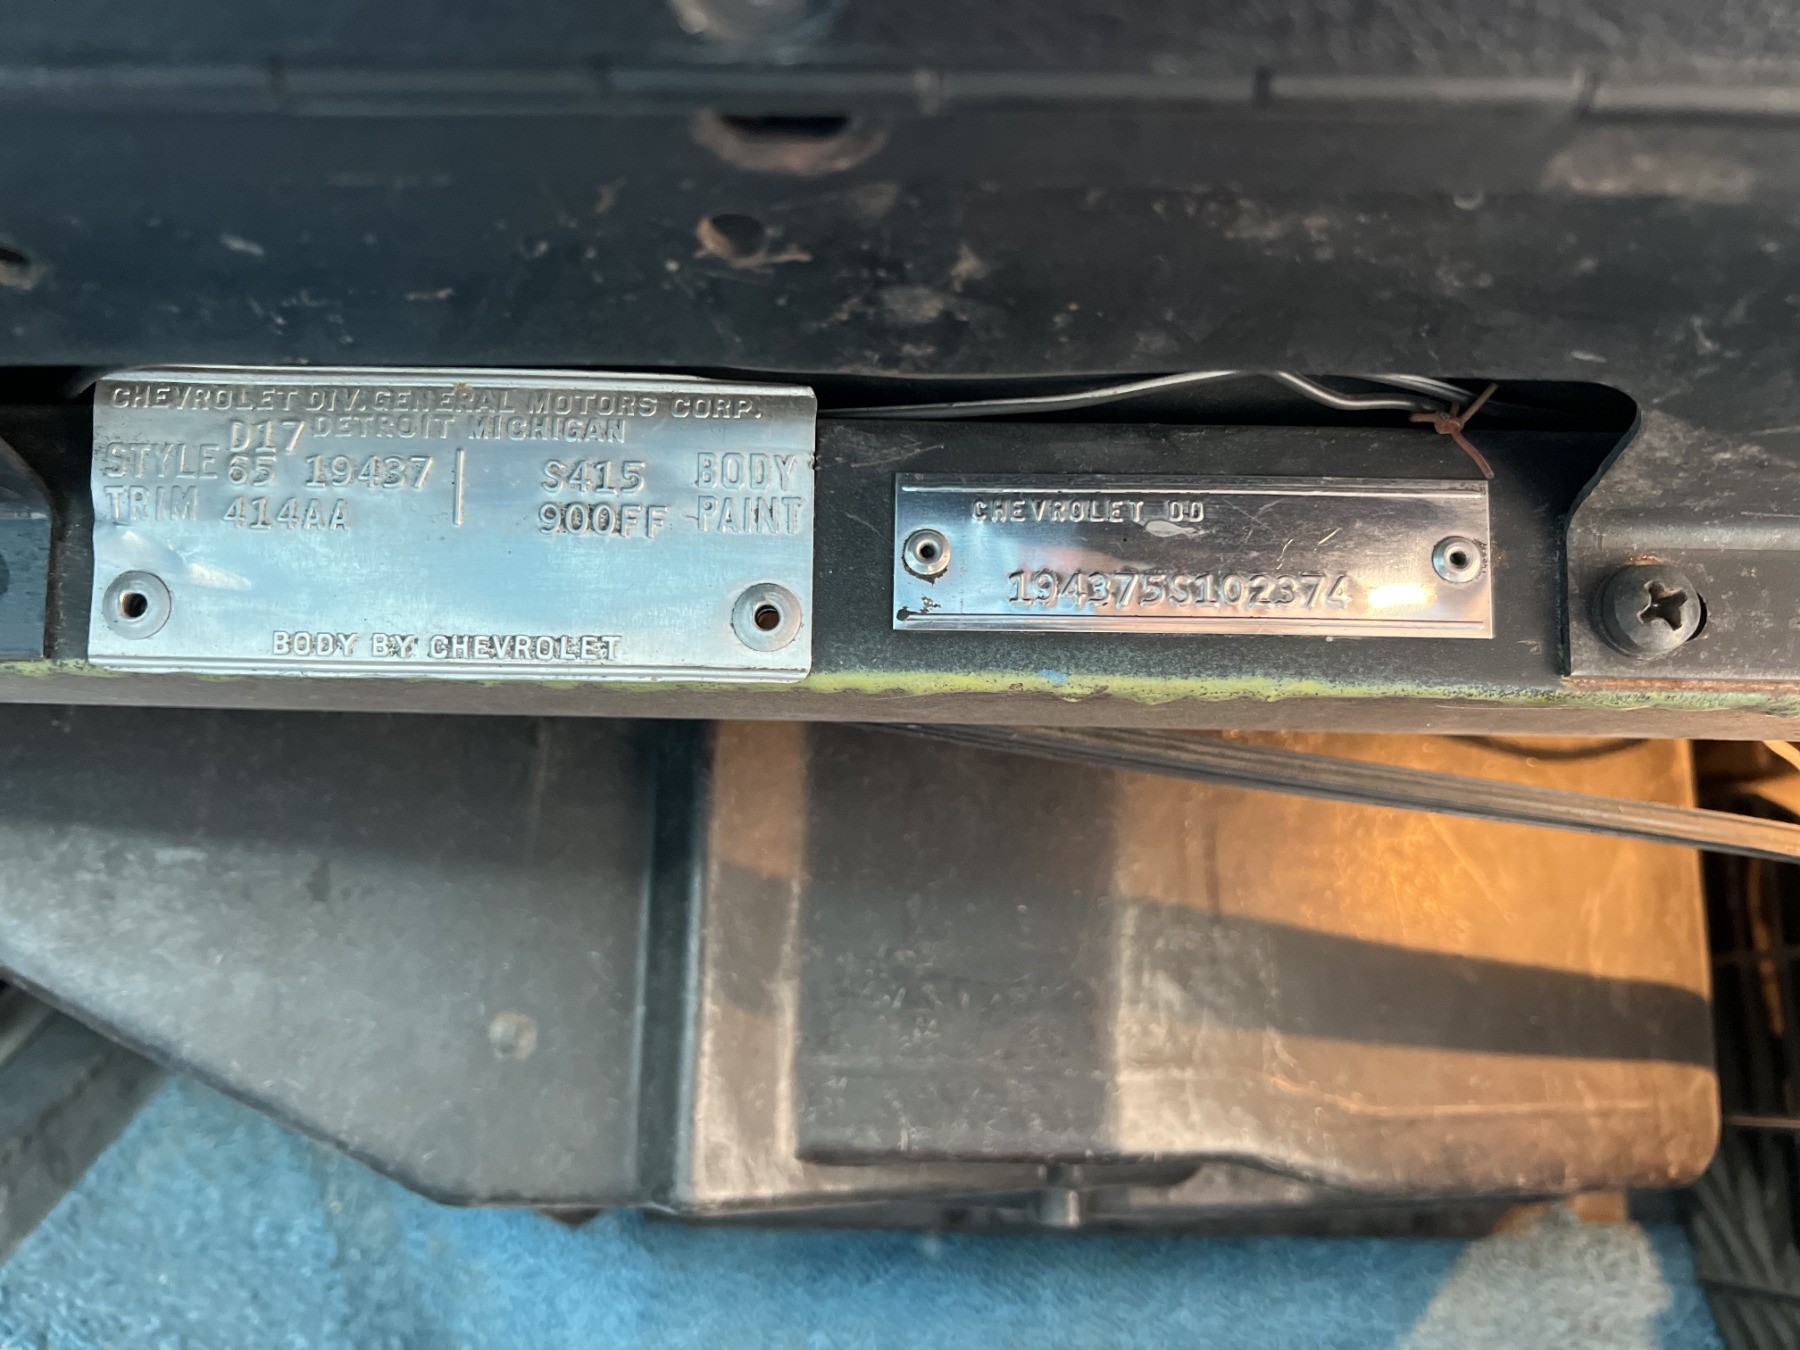 CHEVROLET DIV. GENERAL MOTORS CORP.
D17 DETROIT MICHIGAN
STYLE 65 19437 | S415 BODY
TRIM 414AA 900FF PAINT
BODY BY CHEVROLET
CHEVROLET DD
194375S102374